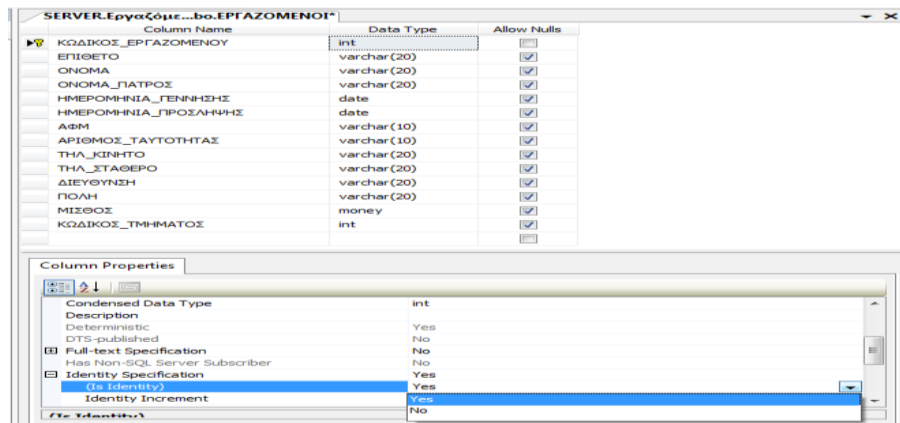 SERVER.Εργαζόμε...bo.ΕΡΓΑΖΟΜΕΝΟΙ*
Column Name Data Type Allow Nulls
ΚΩΔΙΚΟΣ_ΕΡΓΑΖΟΜΕΝΟΥ int
ΕΠΙΘΕΤΟ varchar(20)
ΟΝΟΜΑ varchar(20)
ΟΝΟΜΑ_ΠΑΤΡΟΣ varchar(20)
ΗΜΕΡΟΜΗΝΙΑ_ΓΕΝΝΗΣΗΣ date
ΗΜΕΡΟΜΗΝΙΑ_ΠΡΟΣΛΗΨΗΣ date
ΑΦΜ varchar(10)
ΑΡΙΘΜΟΣ_ΤΑΥΤΟΤΗΤΑΣ varchar(10)
ΤΗΛ_ΚΙΝΗΤΟ varchar(20)
ΤΗΛ_ΣΤΑΘΕΡΟ varchar(20)
ΔΙΕΥΘΥΝΣΗ varchar(20)
ΠΟΛΗ varchar(20)
ΜΙΣΘΟΣ money
ΚΩΔΙΚΟΣ_ΤΜΗΜΑΤΟΣ int
Column Properties
Condensed Data Type int
Description
Deterministic Yes
DTS-published No
Full-text Specification No
Has Non-SQL Server Subscriber No
Identity Specification Yes
(Is Identity) Yes
Identity Increment Yes
No
(Is Identity)